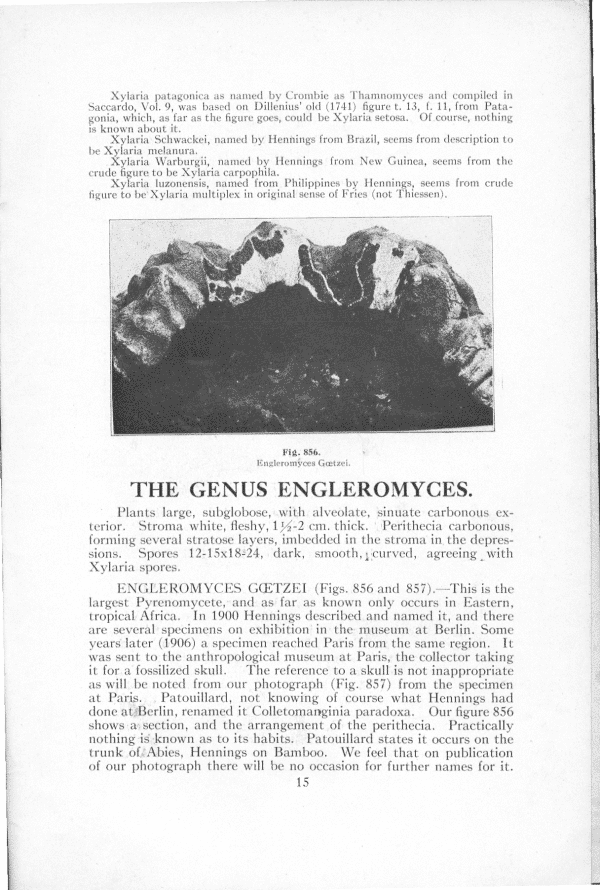 Xylaria patagonica as named by Crombie as Thamnomyces and compiled in
Saccardo, Vol. 9, was based on Dillenius' old (1741) figure t. 13, f. 11, from Pata-
gonia, which, as far as the figure goes, could be Xylaria setosa. Of course, nothing
is known about it.
Xylaria Schwackei, named by Hennings from Brazil, seems from description to
be Xylaria melanura.
Xylaria Warburgii, named by Hennings from New Guinea, seems from the
crude figure to be Xylaria carpophila.
Xylaria luzonensis, named from Philippines by Hennings, seems from crude
figure to be Xylaria multiplex in original sense of Fries (not Thiessen).
Fig. 856.
Engleromyces Gœtzei.
THE GENUS ENGLEROMYCES.
Plants large, subglobose, with alveolate, sinuate carbonous ex-
terior. Stroma white, fleshy, 1½-2 cm. thick. Perithecia carbonous,
forming several stratose layers, imbedded in the stroma in the depres-
sions. Spores 12-15x18-24, dark, smooth, curved, agreeing with
Xylaria spores.
ENGLEROMYCES GŒTZEI (Figs. 856 and 857).—This is the
largest Pyrenomycete, and as far as known only occurs in Eastern,
tropical Africa. In 1900 Hennings described and named it, and there
are several specimens on exhibition in the museum at Berlin. Some
years later (1906) a specimen reached Paris from the same region. It
was sent to the anthropological museum at Paris, the collector taking
it for a fossilized skull. The reference to a skull is not inappropriate
as will be noted from our photograph (Fig. 857) from the specimen
at Paris. Patouillard, not knowing of course what Hennings had
done at Berlin, renamed it Colletomanginia paradoxa. Our figure 856
shows a section, and the arrangement of the perithecia. Practically
nothing is known as to its habits. Patouillard states it occurs on the
trunk of Abies, Hennings on Bamboo. We feel that on publication
of our photograph there will be no occasion for further names for it.
15